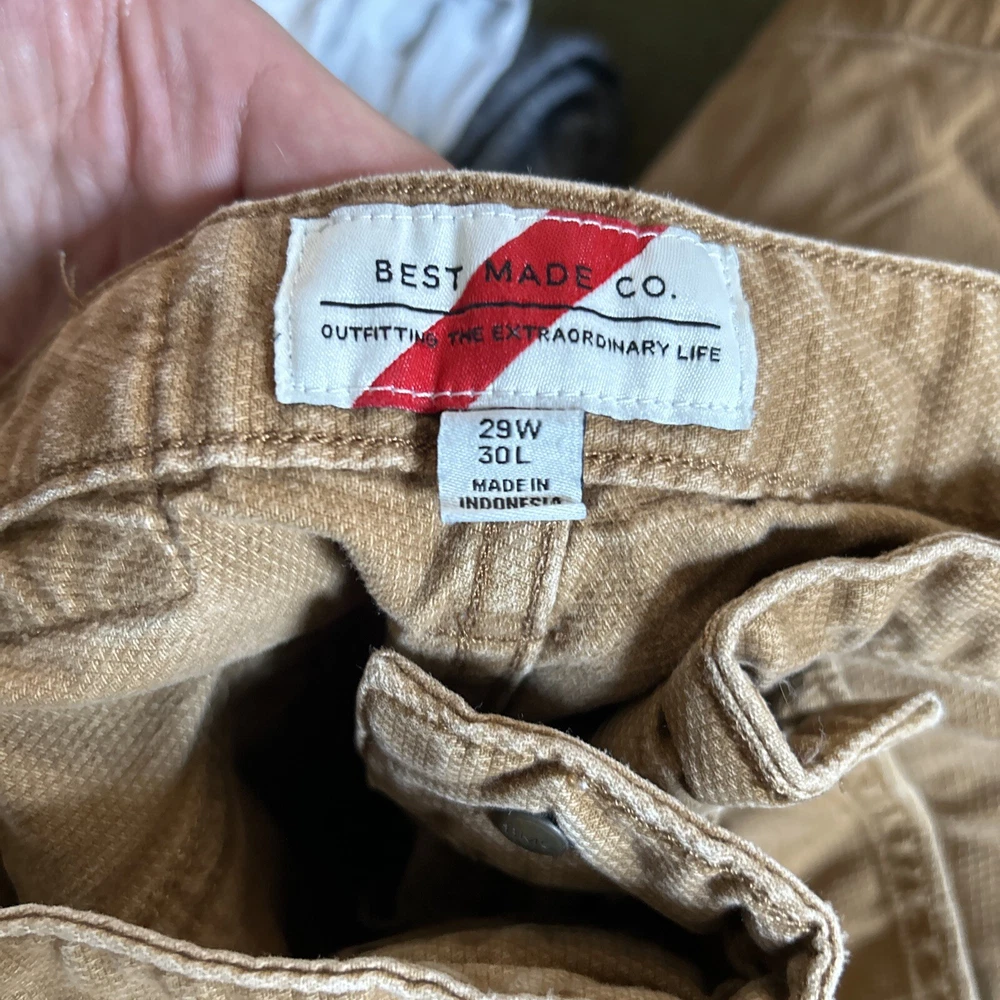 BEST MADE CO.
OUTFITTING THE EXTRAORDINARY LIFE
29W
30L
MADE IN
INDONESIA